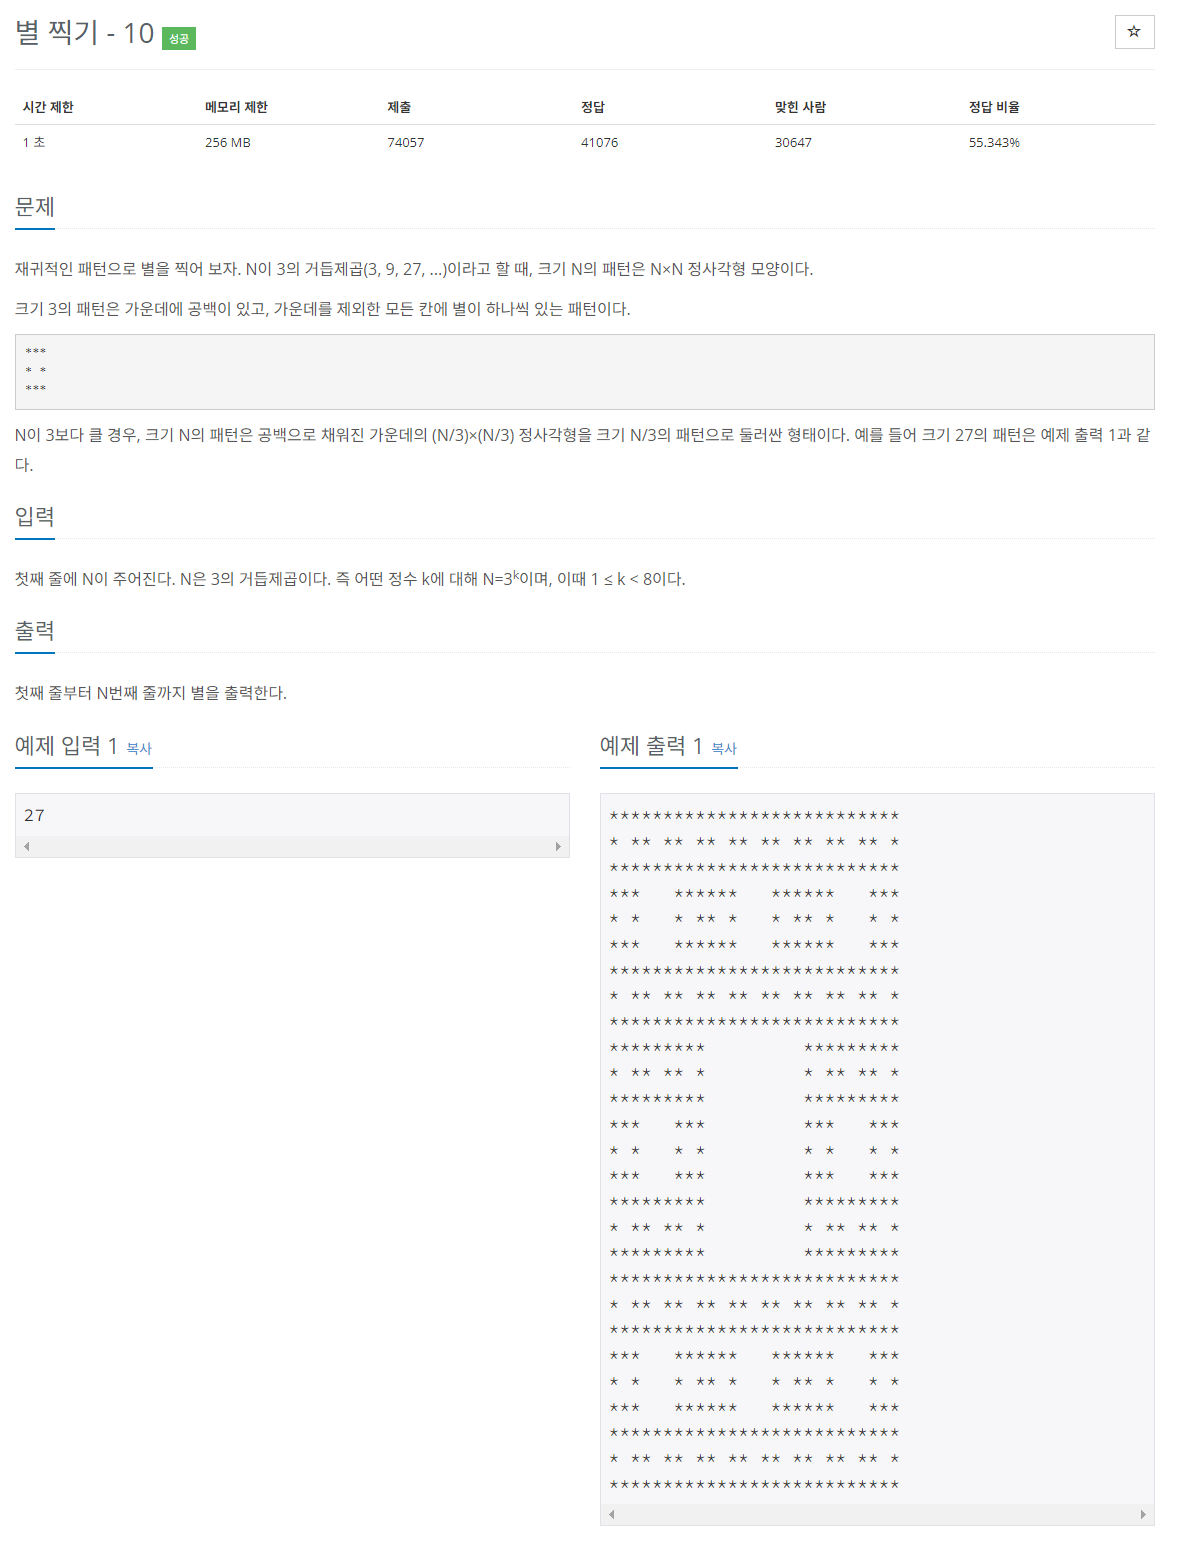 별 찍기 - 10 성공
☆
시간 제한 메모리 제한 제출 정답 맞힌 사람 정답 비율
1 초 256 MB 74057 41076 30647 55.343%
문제
재귀적인 패턴으로 별을 찍어 보자. N이 3의 거듭제곱(3, 9, 27, ...)이라고 할 때, 크기 N의 패턴은 N×N 정사각형 모양이다.
크기 3의 패턴은 가운데에 공백이 있고, 가운데를 제외한 모든 칸에 별이 하나씩 있는 패턴이다.
***
* *
***
N이 3보다 클 경우, 크기 N의 패턴은 공백으로 채워진 가운데의 (N/3)×(N/3) 정사각형을 크기 N/3의 패턴으로 둘러싼 형태이다. 예를 들어 크기 27의 패턴은 예제 출력 1과 같
다.
입력
첫째 줄에 N이 주어진다. N은 3의 거듭제곱이다. 즉 어떤 정수 k에 대해 N=3ᵏ이며, 이때 1 ≤ k < 8이다.
출력
첫째 줄부터 N번째 줄까지 별을 출력한다.
예제 입력 1 복사
27
예제 출력 1 복사
***************************
* ** ** ** ** ** ** ** ** *
***************************
***   ******   ******   ***
* *   * ** *   * ** *   * *
***   ******   ******   ***
***************************
* ** ** ** ** ** ** ** ** *
***************************
*********         *********
* ** ** *         * ** ** *
*********         *********
***   ***         ***   ***
* *   * *         * *   * *
***   ***         ***   ***
*********         *********
* ** ** *         * ** ** *
*********         *********
***************************
* ** ** ** ** ** ** ** ** *
***************************
***   ******   ******   ***
* *   * ** *   * ** *   * *
***   ******   ******   ***
***************************
* ** ** ** ** ** ** ** ** *
***************************